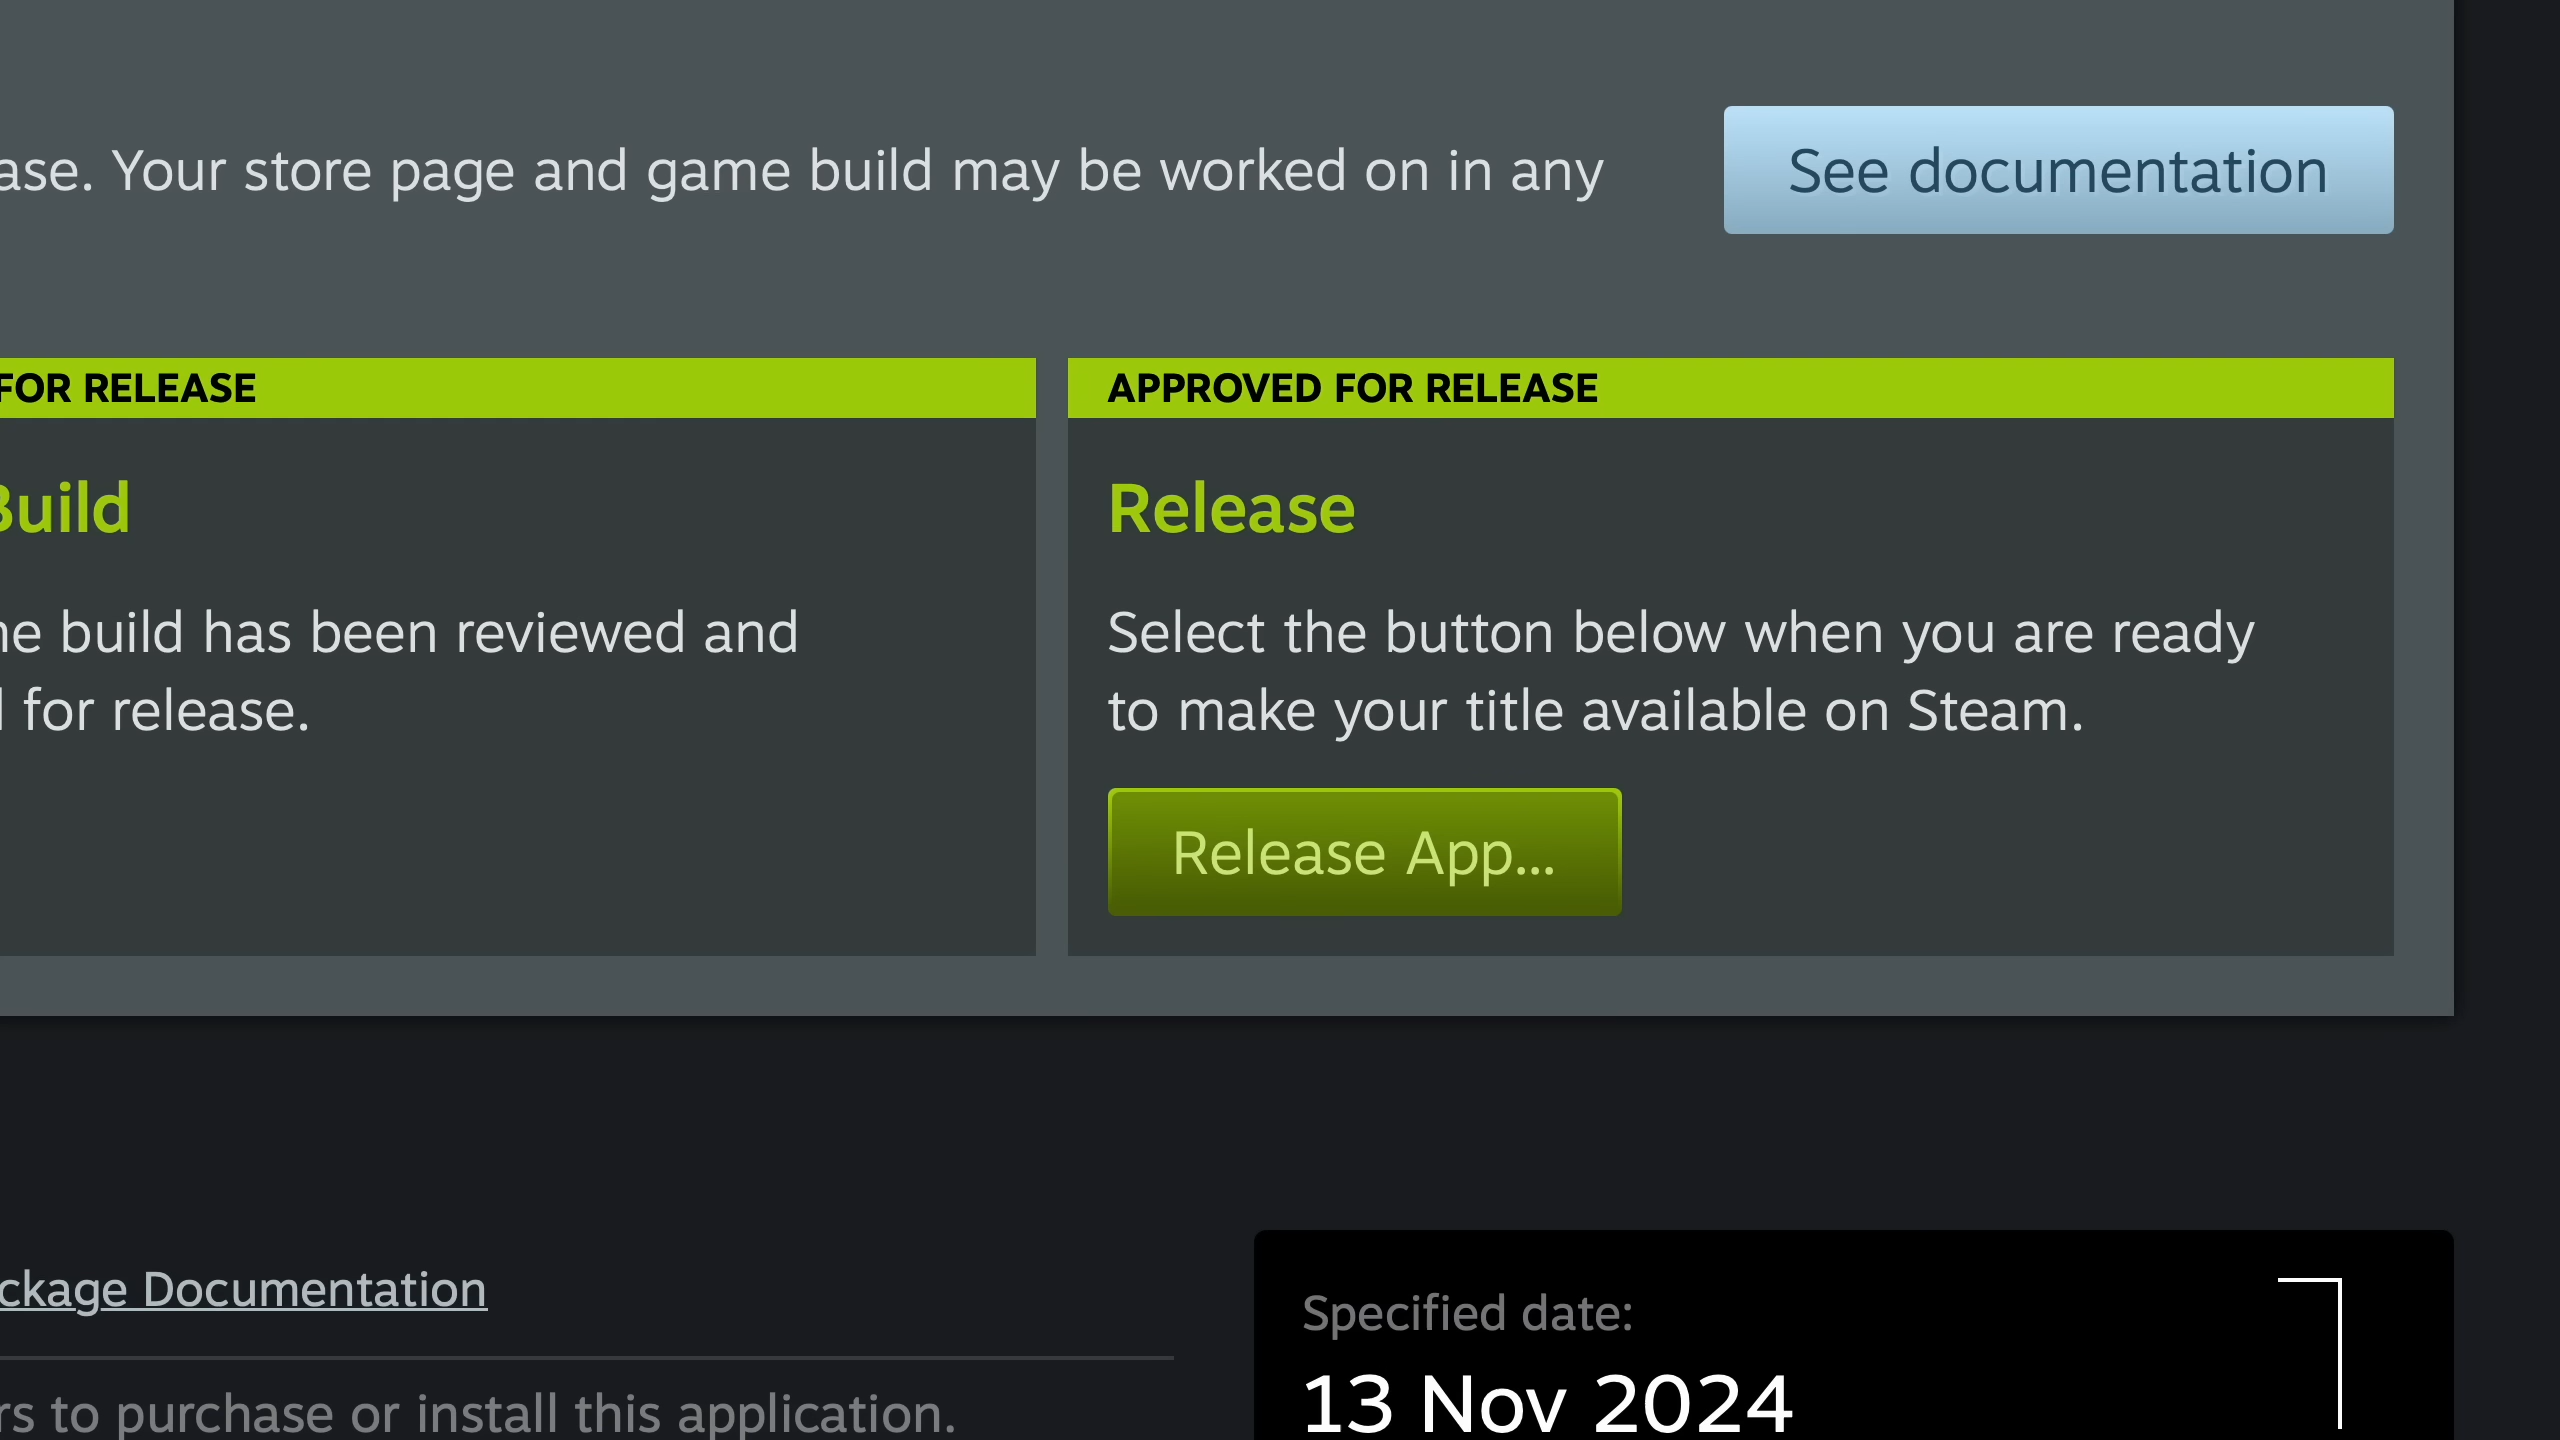 ase. Your store page and game build may be worked on in any
See documentation
FOR RELEASE
APPROVED FOR RELEASE
Build
Release
he build has been reviewed and
for release.
Select the button below when you are ready
to make your title available on Steam.
Release App...
ckage Documentation
Specified date:
rs to purchase or install this application.
13 Nov 2024